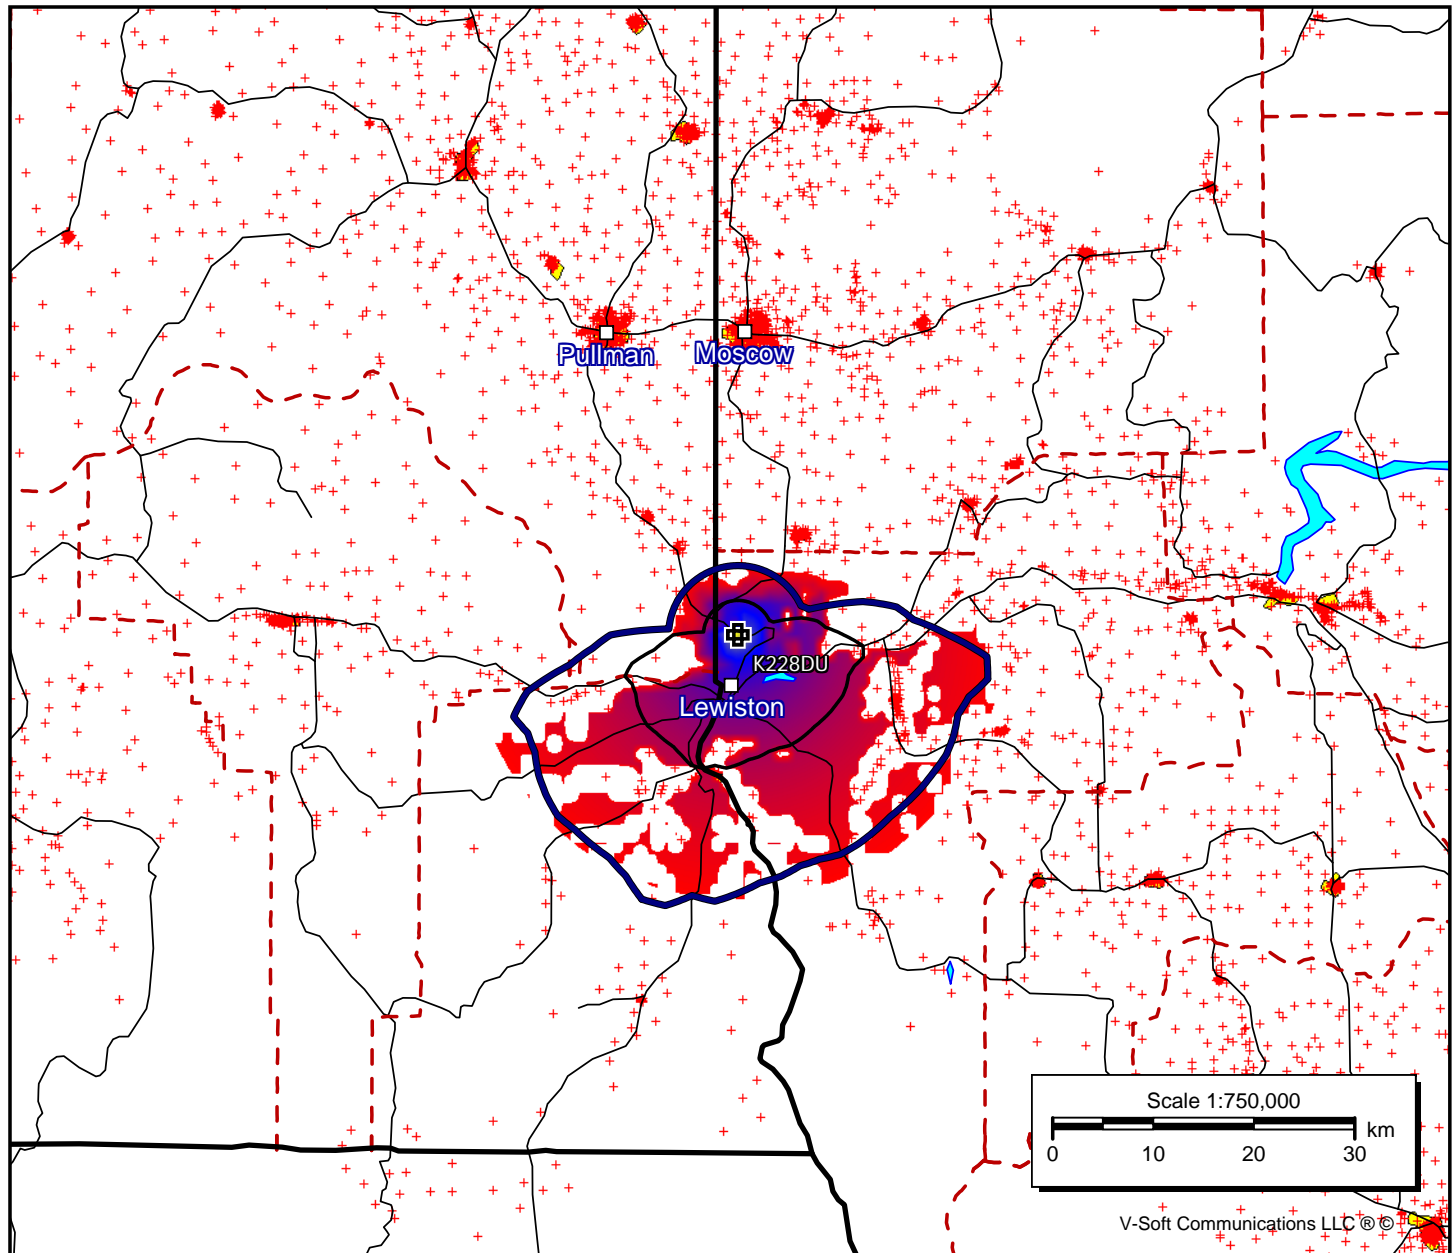 Pullman
Moscow
K228DU
Lewiston
Scale 1:750,000
km
0 10 20 30
V-Soft Communications LLC ® ©